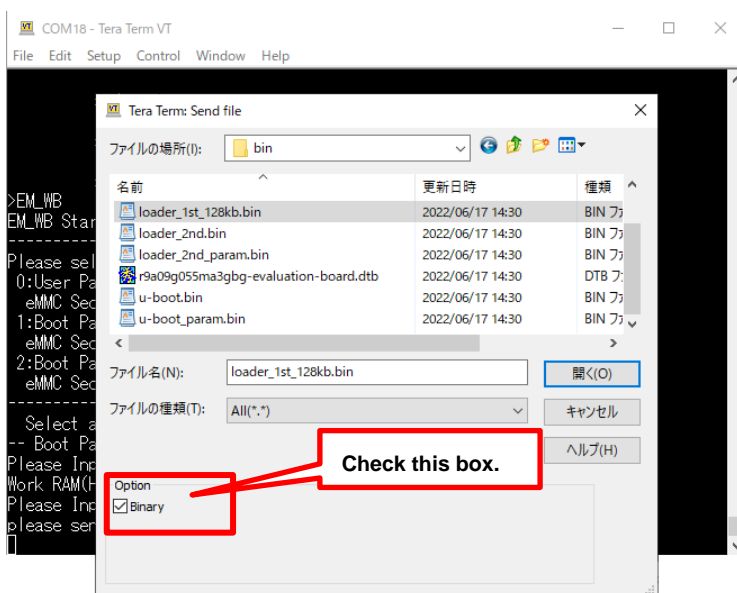 COM18 - Tera Term VT
File Edit Setup Control Window Help
Tera Term: Send file
ファイルの場所(I): bin
名前 更新日時 種類
loader_1st_128kb.bin 2022/06/17 14:30 BIN ファ
loader_2nd.bin 2022/06/17 14:30 BIN ファ
loader_2nd_param.bin 2022/06/17 14:30 BIN ファ
r9a09g055ma3gbg-evaluation-board.dtb 2022/06/17 14:30 DTB フ
u-boot.bin 2022/06/17 14:30 BIN ファ
u-boot_param.bin 2022/06/17 14:30 BIN ファ
ファイル名(N): loader_1st_128kb.bin 開く(O)
ファイルの種類(T): All(*.*) キャンセル
ヘルプ(H)
Check this box.
Option
Binary
>EM_WB
EM_WB Star
---------
Please sel
0:User Pa
eMMC Sec
1:Boot Pa
eMMC Sec
2:Boot Pa
eMMC Sec
---------
Select a
-- Boot Pa
Please Inp
Work RAM(H
Please Inp
please sen